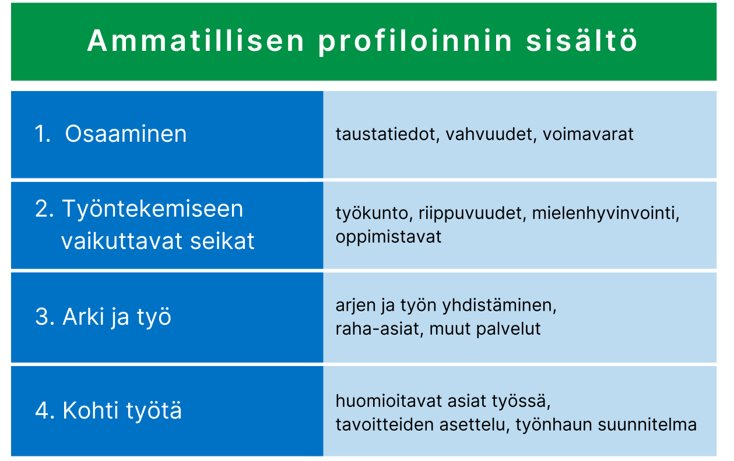 Ammatillisen profiloinnin sisältö
1. Osaaminen
taustatiedot, vahvuudet, voimavarat
2. Työntekemiseen
vaikuttavat seikat
työkunto, riippuvuudet, mielenhyvinvointi,
oppimistavat
3. Arki ja työ
arjen ja työn yhdistäminen,
raha-asiat, muut palvelut
4. Kohti työtä
huomioitavat asiat työssä,
tavoitteiden asettelu, työnhaun suunnitelma